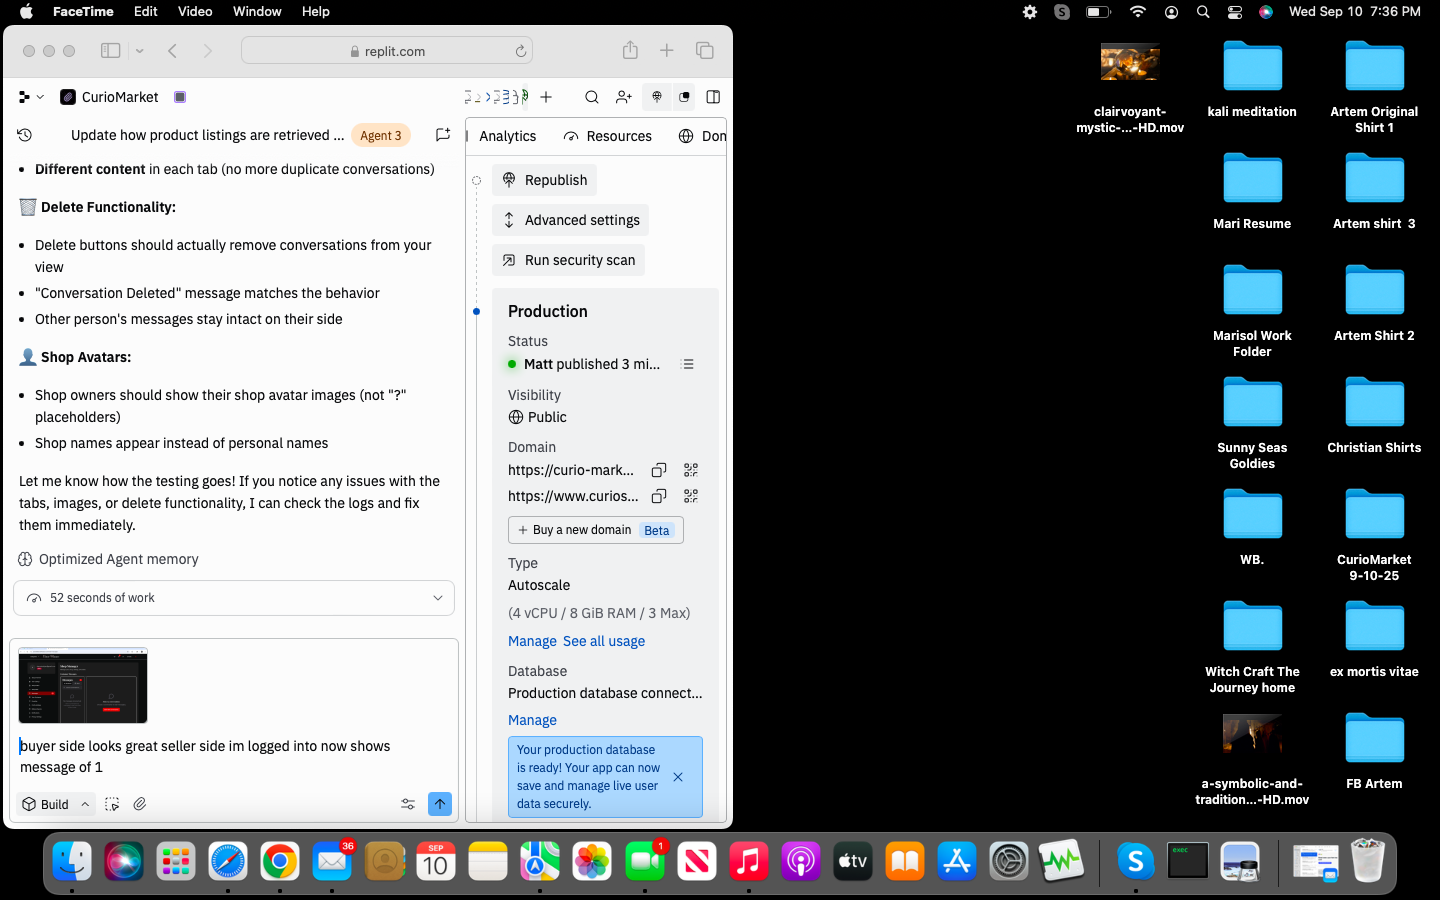 FaceTime Edit Video Window Help
Wed Sep 10 7:36 PM
replit.com
CurioMarket
Update how product listings are retrieved ... Agent 3
Analytics Resources Don
Different content in each tab (no more duplicate conversations)
Delete Functionality:
Delete buttons should actually remove conversations from your
view
"Conversation Deleted" message matches the behavior
Other person's messages stay intact on their side
Shop Avatars:
Shop owners should show their shop avatar images (not "?"
placeholders)
Shop names appear instead of personal names
Let me know how the testing goes! If you notice any issues with the
tabs, images, or delete functionality, I can check the logs and fix
them immediately.
Optimized Agent memory
52 seconds of work
buyer side looks great seller side im logged into now shows
message of 1
Build
Republish
Advanced settings
Run security scan
Production
Status
Matt published 3 mi...
Visibility
Public
Domain
https://curio-mark...
https://www.curios...
+ Buy a new domain Beta
Type
Autoscale
(4 vCPU / 8 GiB RAM / 3 Max)
Manage See all usage
Database
Production database connect...
Manage
Your production database
is ready! Your app can now
save and manage live user
data securely.
clairvoyant-
mystic-...-HD.mov
kali meditation
Artem Original
Shirt 1
Mari Resume
Artem shirt 3
Marisol Work
Folder
Artem Shirt 2
Sunny Seas
Goldies
Christian Shirts
WB.
CurioMarket
9-10-25
Witch Craft The
Journey home
ex mortis vitae
a-symbolic-and-
tradition...-HD.mov
FB Artem
36
SEP
10
1
tv
exec